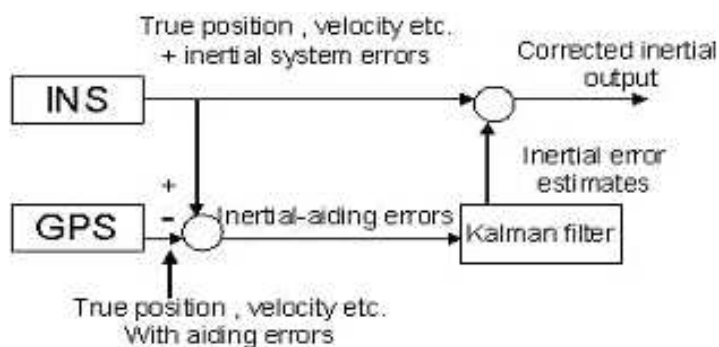 True position , velocity etc.
+ inertial system errors
Corrected inertial
output
INS
Inertial error
estimates
+
-
GPS
Inertial-aiding errors
Kalman filter
True position , velocity etc.
With aiding errors